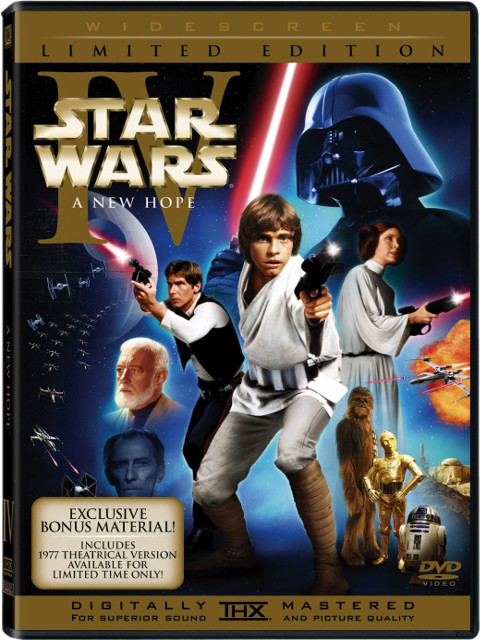 WIDESCREEN
LIMITED EDITION
IV
STAR
WARS®
A NEW HOPE
STAR WARS
A NEW HOPE
IV
THX
EXCLUSIVE
BONUS MATERIAL!
INCLUDES
1977 THEATRICAL VERSION
AVAILABLE FOR
LIMITED TIME ONLY!
DVD
VIDEO
DIGITALLY THX MASTERED
FOR SUPERIOR SOUND AND PICTURE QUALITY